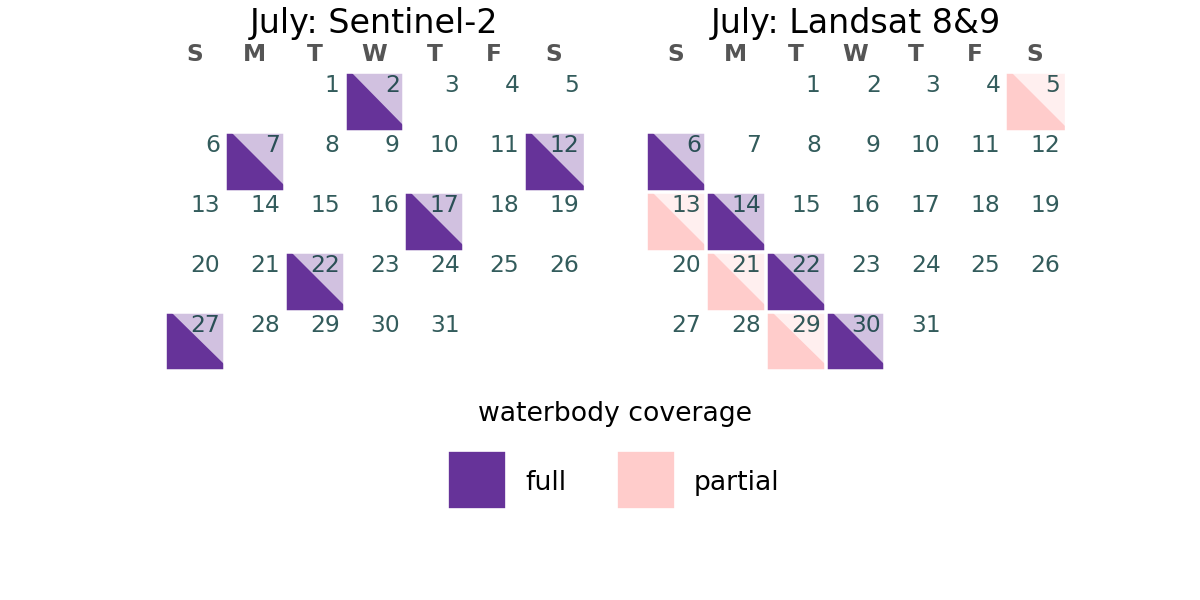 July: Sentinel-2
S M T W T F S
1 2 3 4 5
6 7 8 9 10 11 12
13 14 15 16 17 18 19
20 21 22 23 24 25 26
27 28 29 30 31
July: Landsat 8&9
S M T W T F S
1 2 3 4 5
6 7 8 9 10 11 12
13 14 15 16 17 18 19
20 21 22 23 24 25 26
27 28 29 30 31
waterbody coverage
full
partial